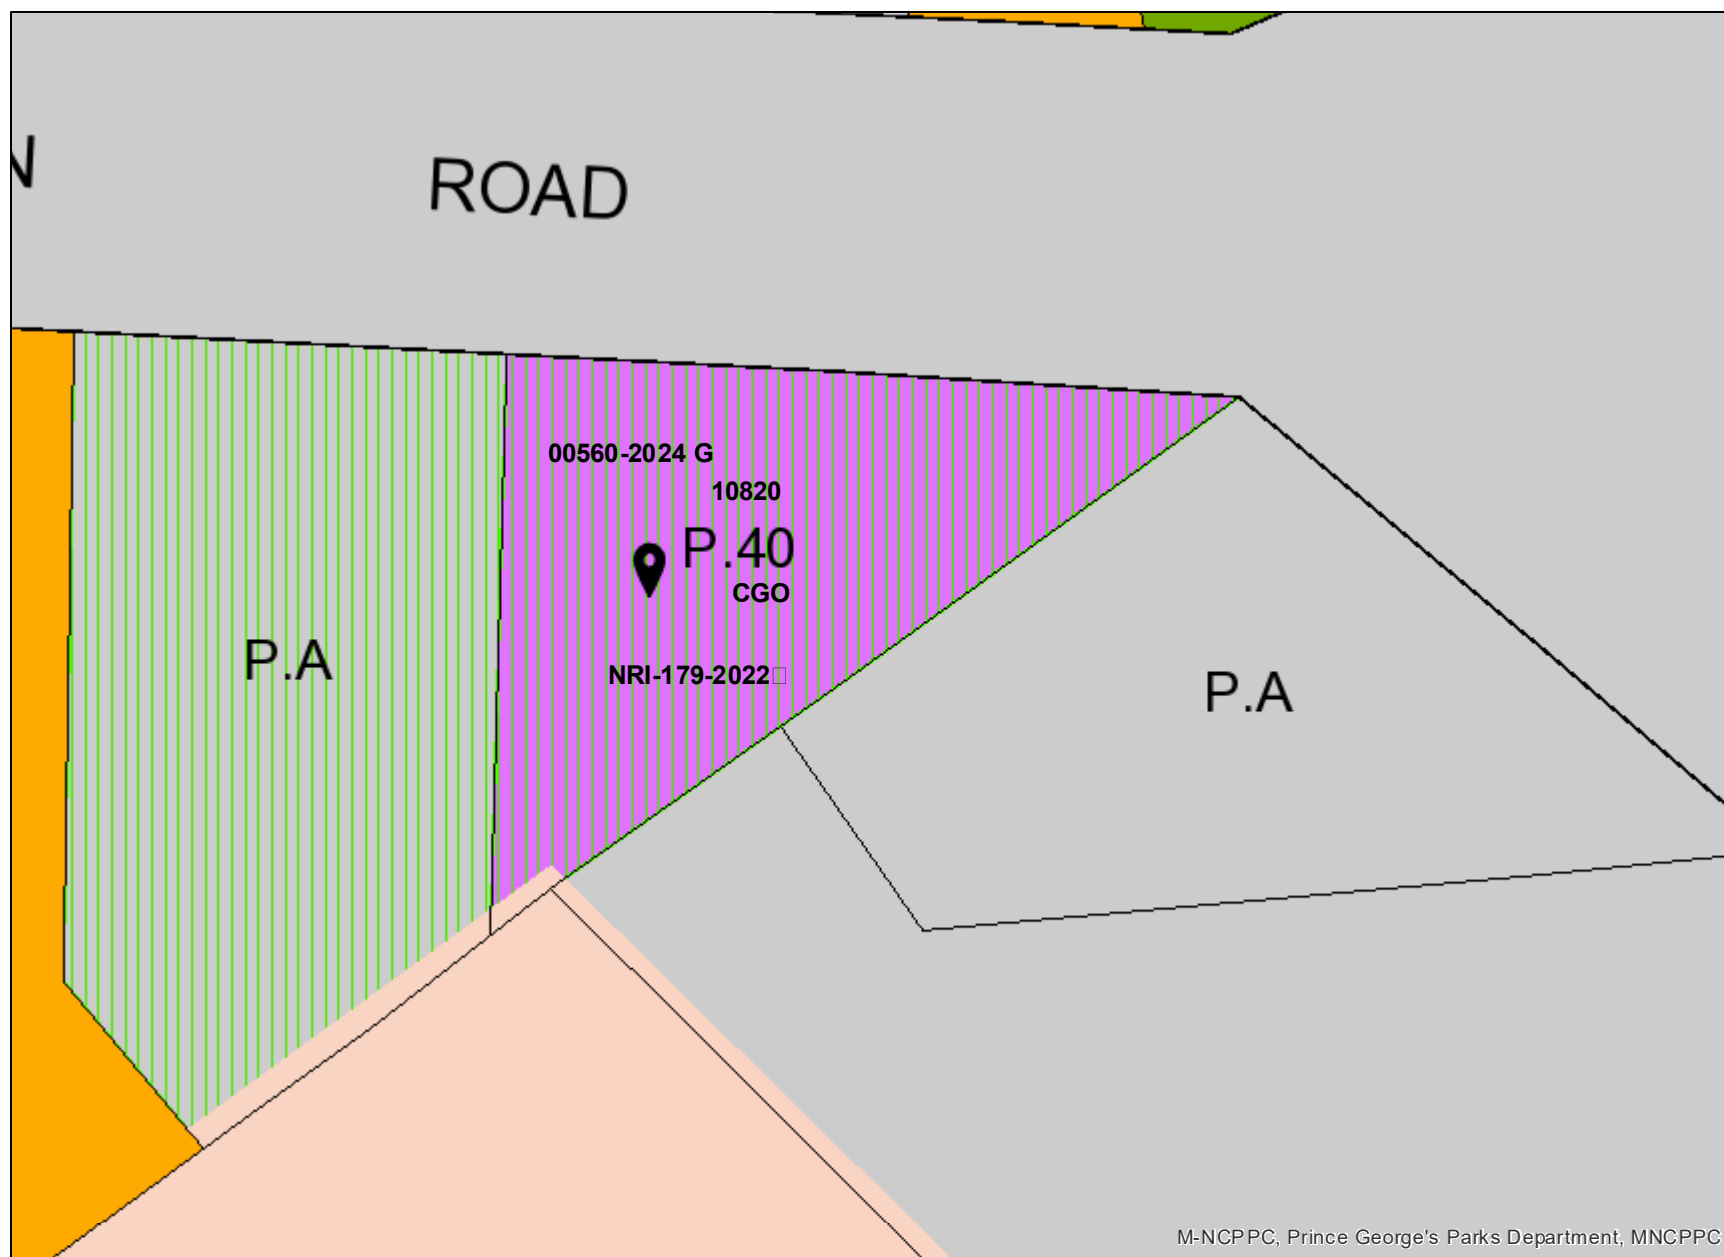 N
ROAD
00560-2024 G
10820
P.40
CGO
P.A
NRI-179-2022
P.A
M-NCPPC, Prince George's Parks Department, MNCPPC